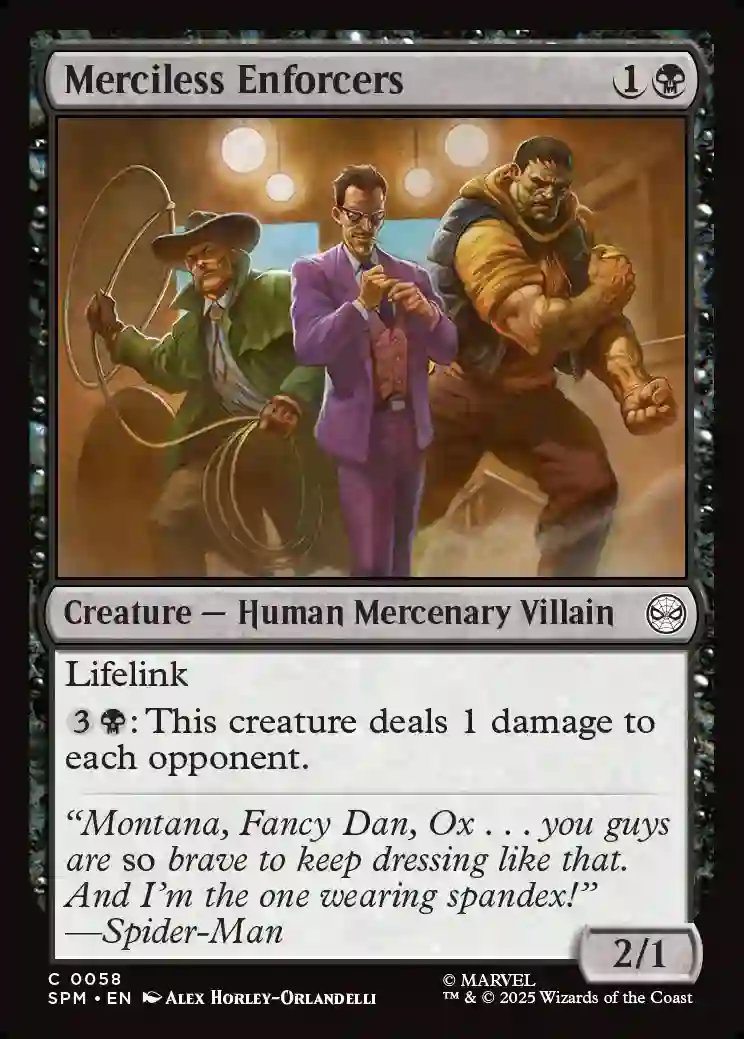 Merciless Enforcers 1
Creature — Human Mercenary Villain
Lifelink
3: This creature deals 1 damage to
each opponent.
“Montana, Fancy Dan, Ox . . . you guys
are so brave to keep dressing like that.
And I’m the one wearing spandex!”
—Spider-Man
2/1
C 0058
SPM • EN Alex Horley-Orlandelli
© MARVEL
™ & © 2025 Wizards of the Coast